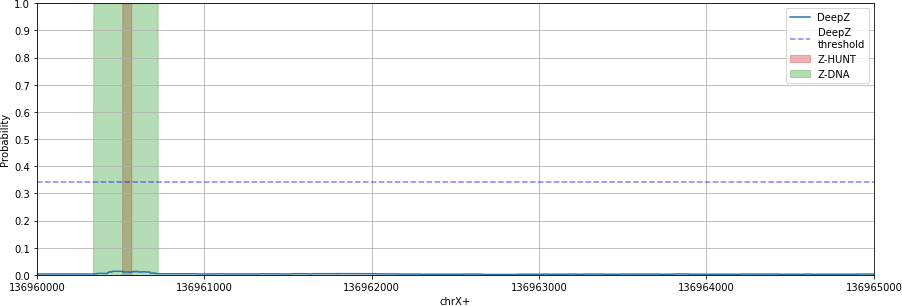 1.0
0.9
0.8
0.7
0.6
0.5
0.4
0.3
0.2
0.1
0.0
Probability
DeepZ
DeepZ
threshold
Z-HUNT
Z-DNA
136960000 136961000 136962000 136963000 136964000 136965000
chrX+